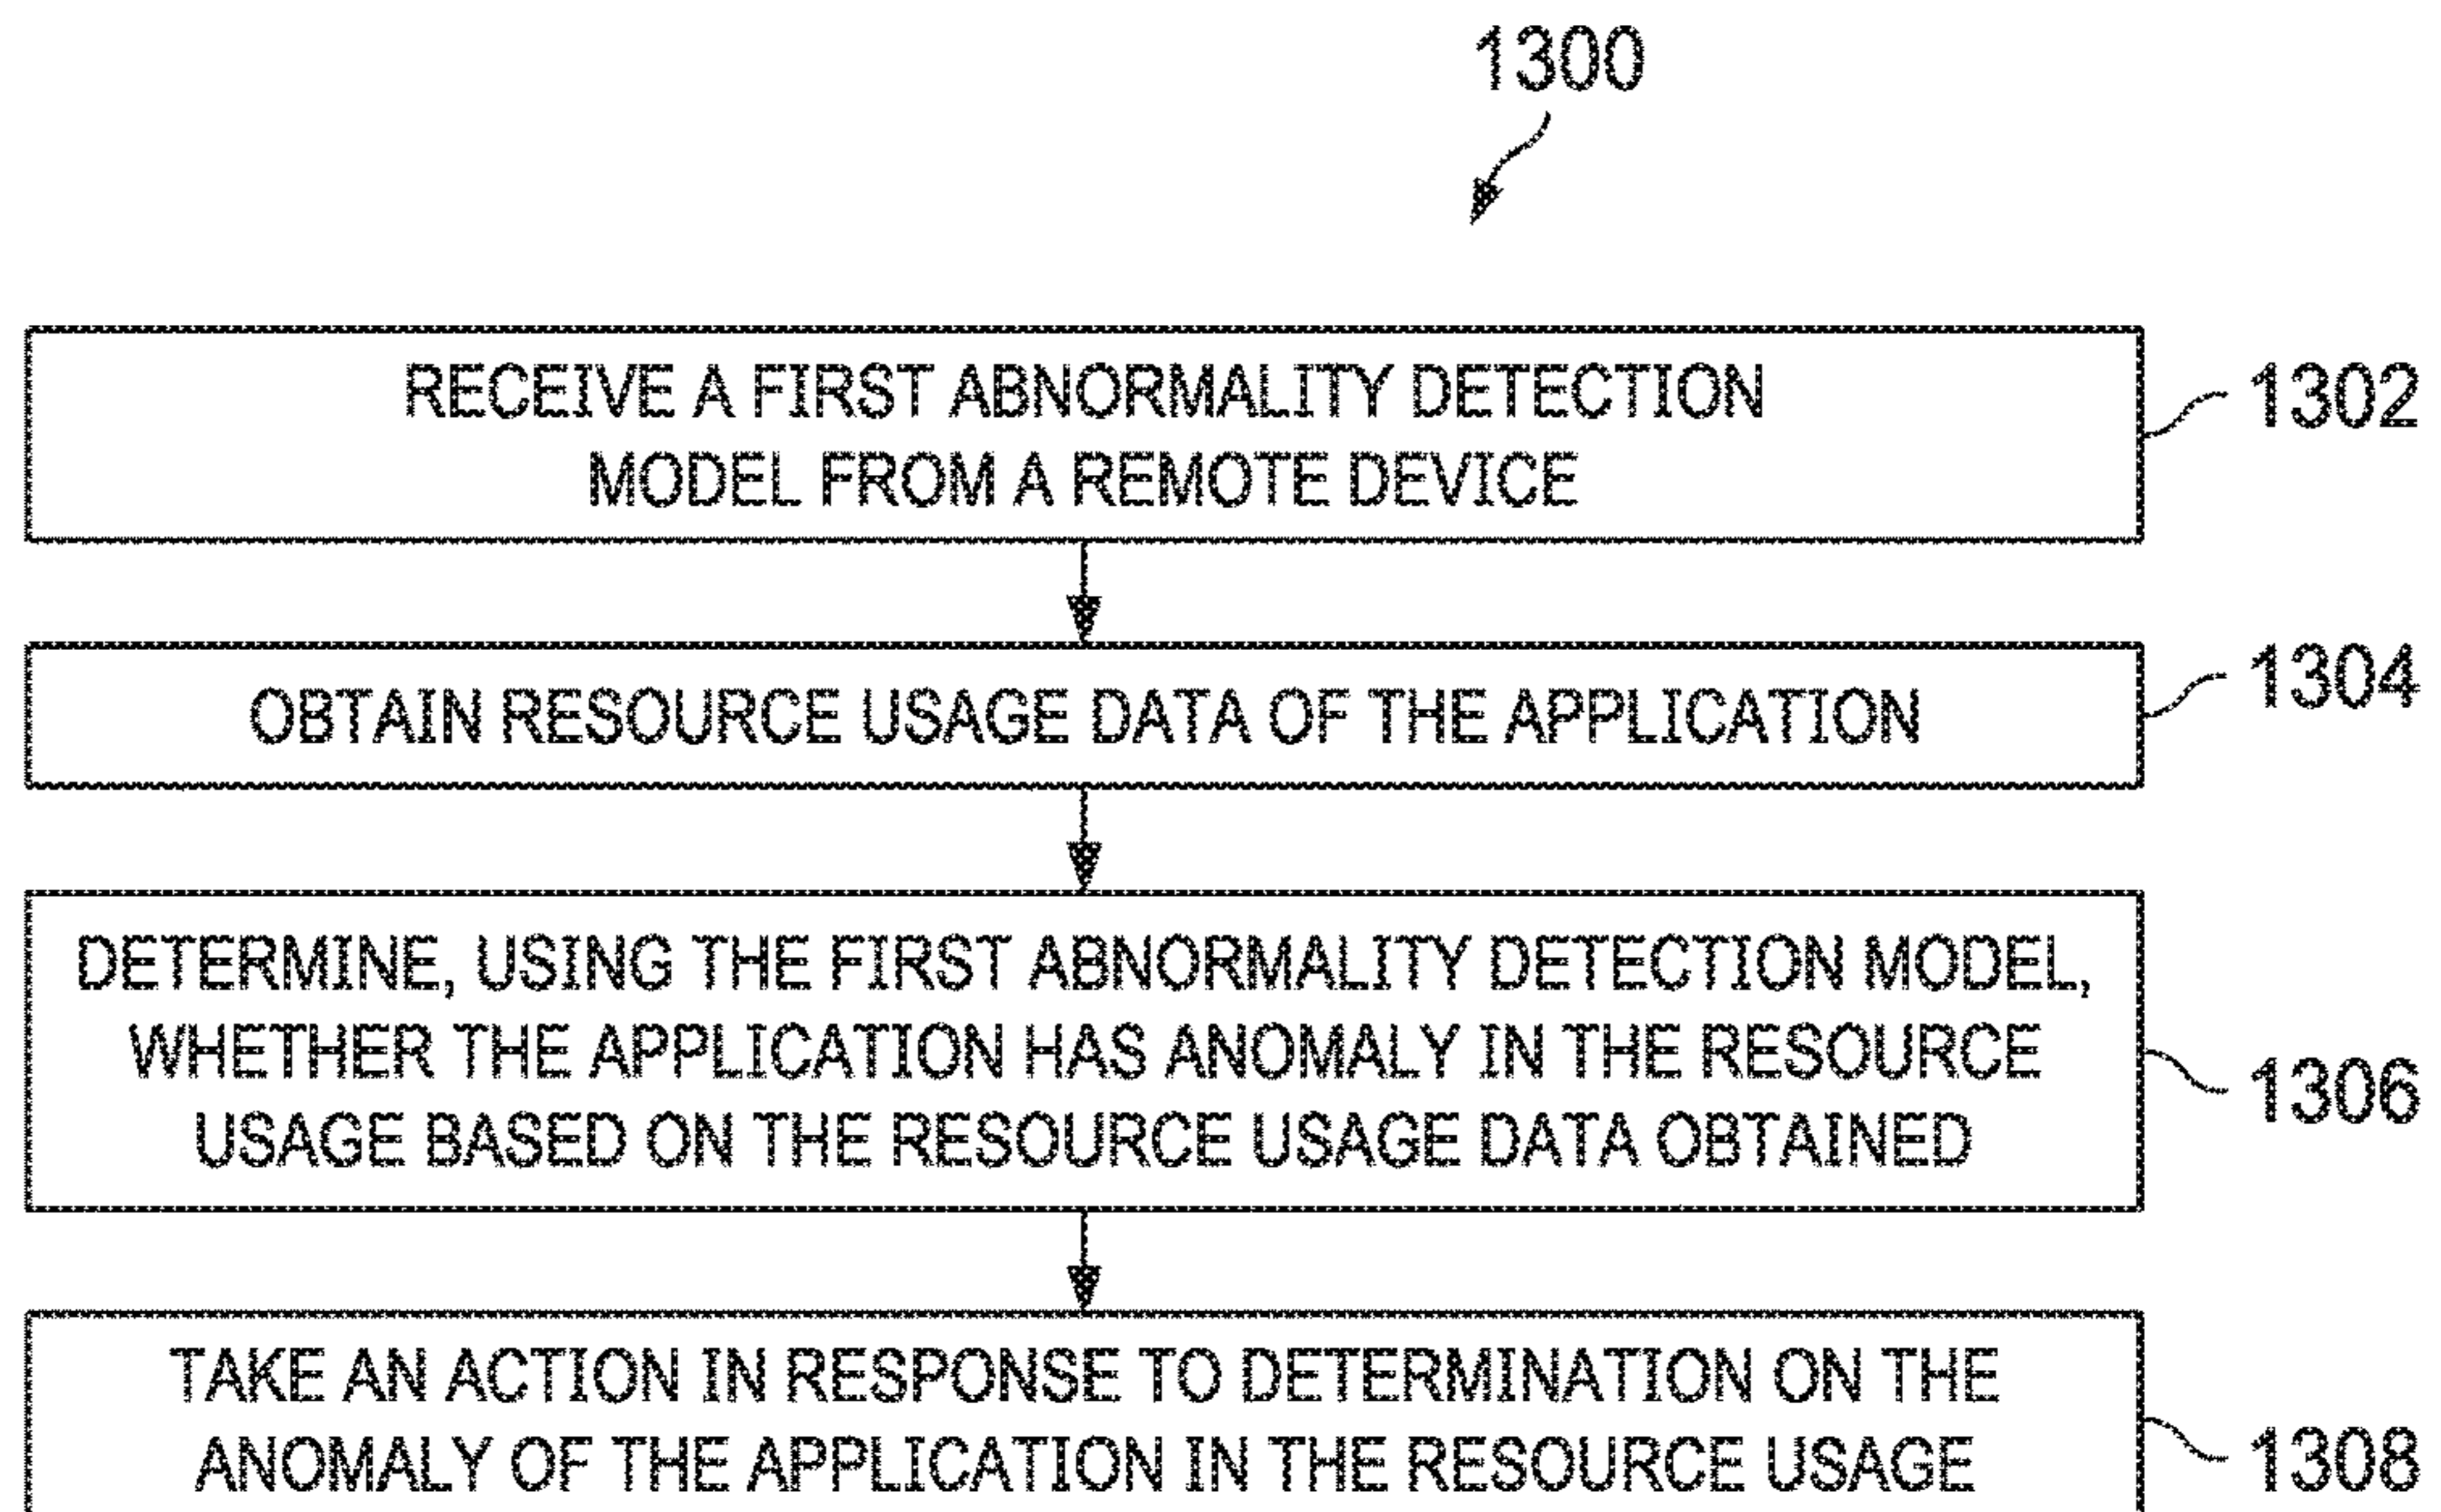 1300
RECEIVE A FIRST ABNORMALITY DETECTION
MODEL FROM A REMOTE DEVICE
1302
OBTAIN RESOURCE USAGE DATA OF THE APPLICATION
1304
DETERMINE, USING THE FIRST ABNORMALITY DETECTION MODEL,
WHETHER THE APPLICATION HAS ANOMALY IN THE RESOURCE
USAGE BASED ON THE RESOURCE USAGE DATA OBTAINED
1306
TAKE AN ACTION IN RESPONSE TO DETERMINATION ON THE
ANOMALY OF THE APPLICATION IN THE RESOURCE USAGE
1308